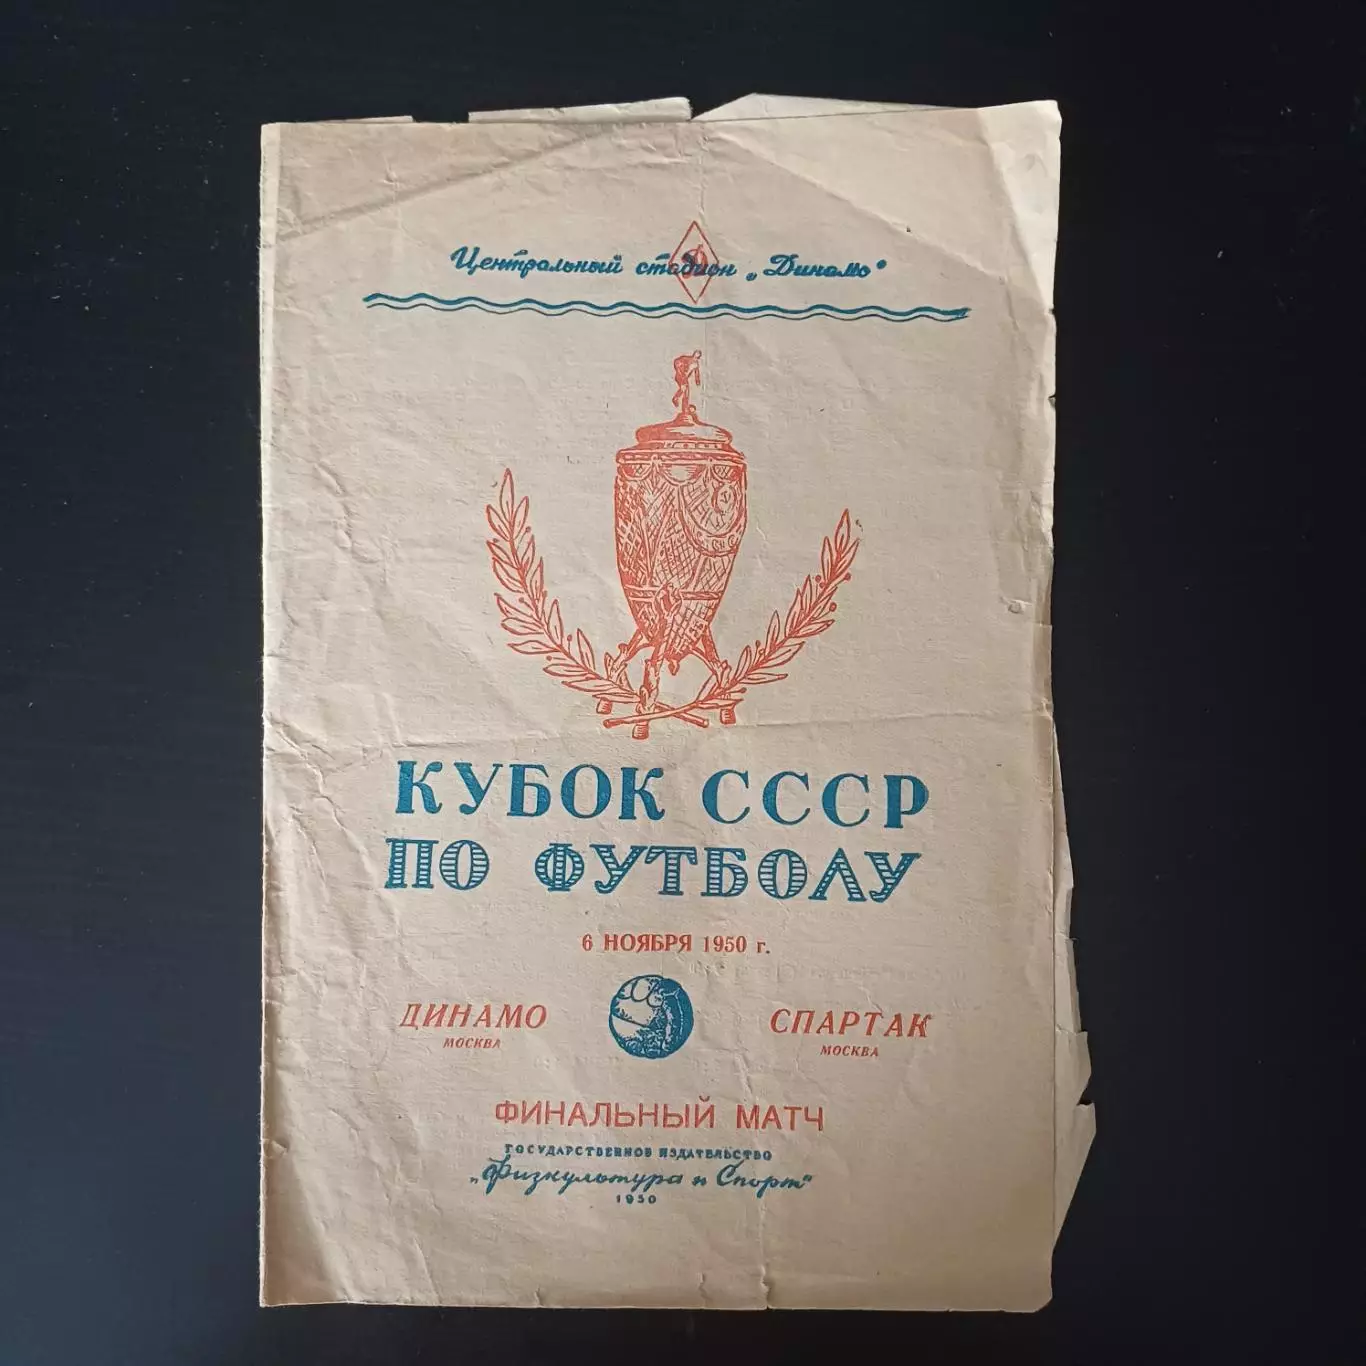 Центральный стадион „Динамо"
КУБОК СССР
ПО ФУТБОЛУ
6 НОЯБРЯ 1950 г.
ДИНАМО
МОСКВА
СПАРТАК
МОСКВА
ФИНАЛЬНЫЙ МАТЧ
ГОСУДАРСТВЕННОЕ ИЗДАТЕЛЬСТВО
„Физкультура и Спорт"
1950